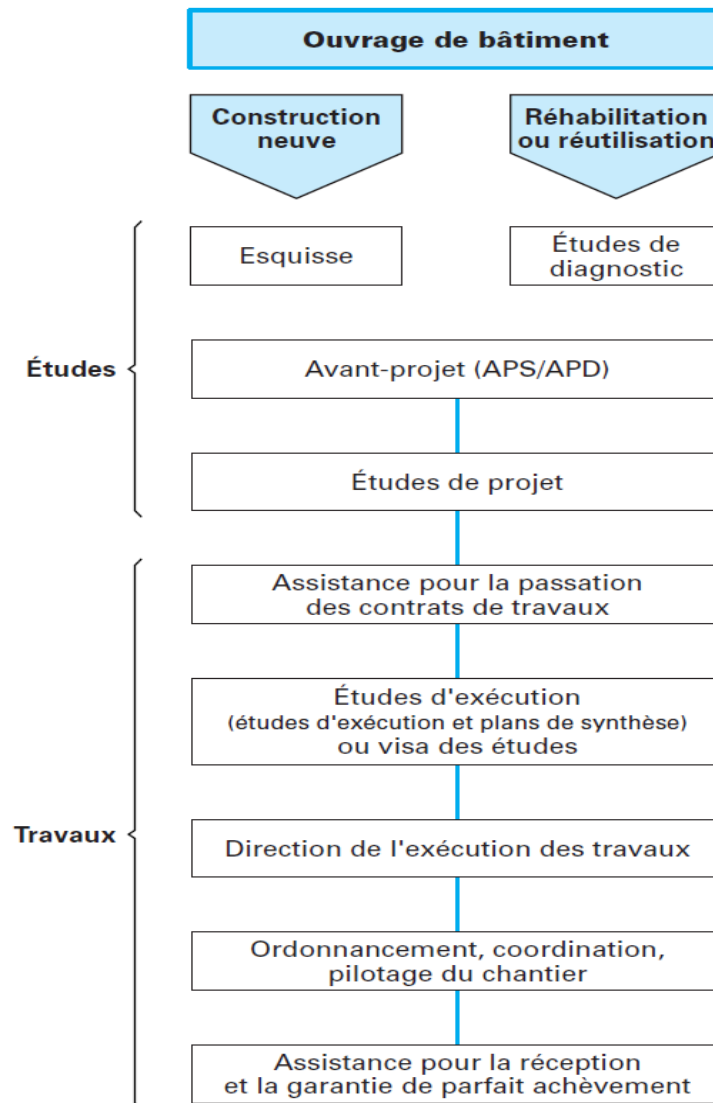 Ouvrage de bâtiment
Construction
neuve
Réhabilitation
ou réutilisation
Esquisse
Études de
diagnostic
Études
Avant-projet (APS/APD)
Études de projet
Assistance pour la passation
des contrats de travaux
Études d'exécution
(études d'exécution et plans de synthèse)
ou visa des études
Travaux
Direction de l'exécution des travaux
Ordonnancement, coordination,
pilotage du chantier
Assistance pour la réception
et la garantie de parfait achèvement